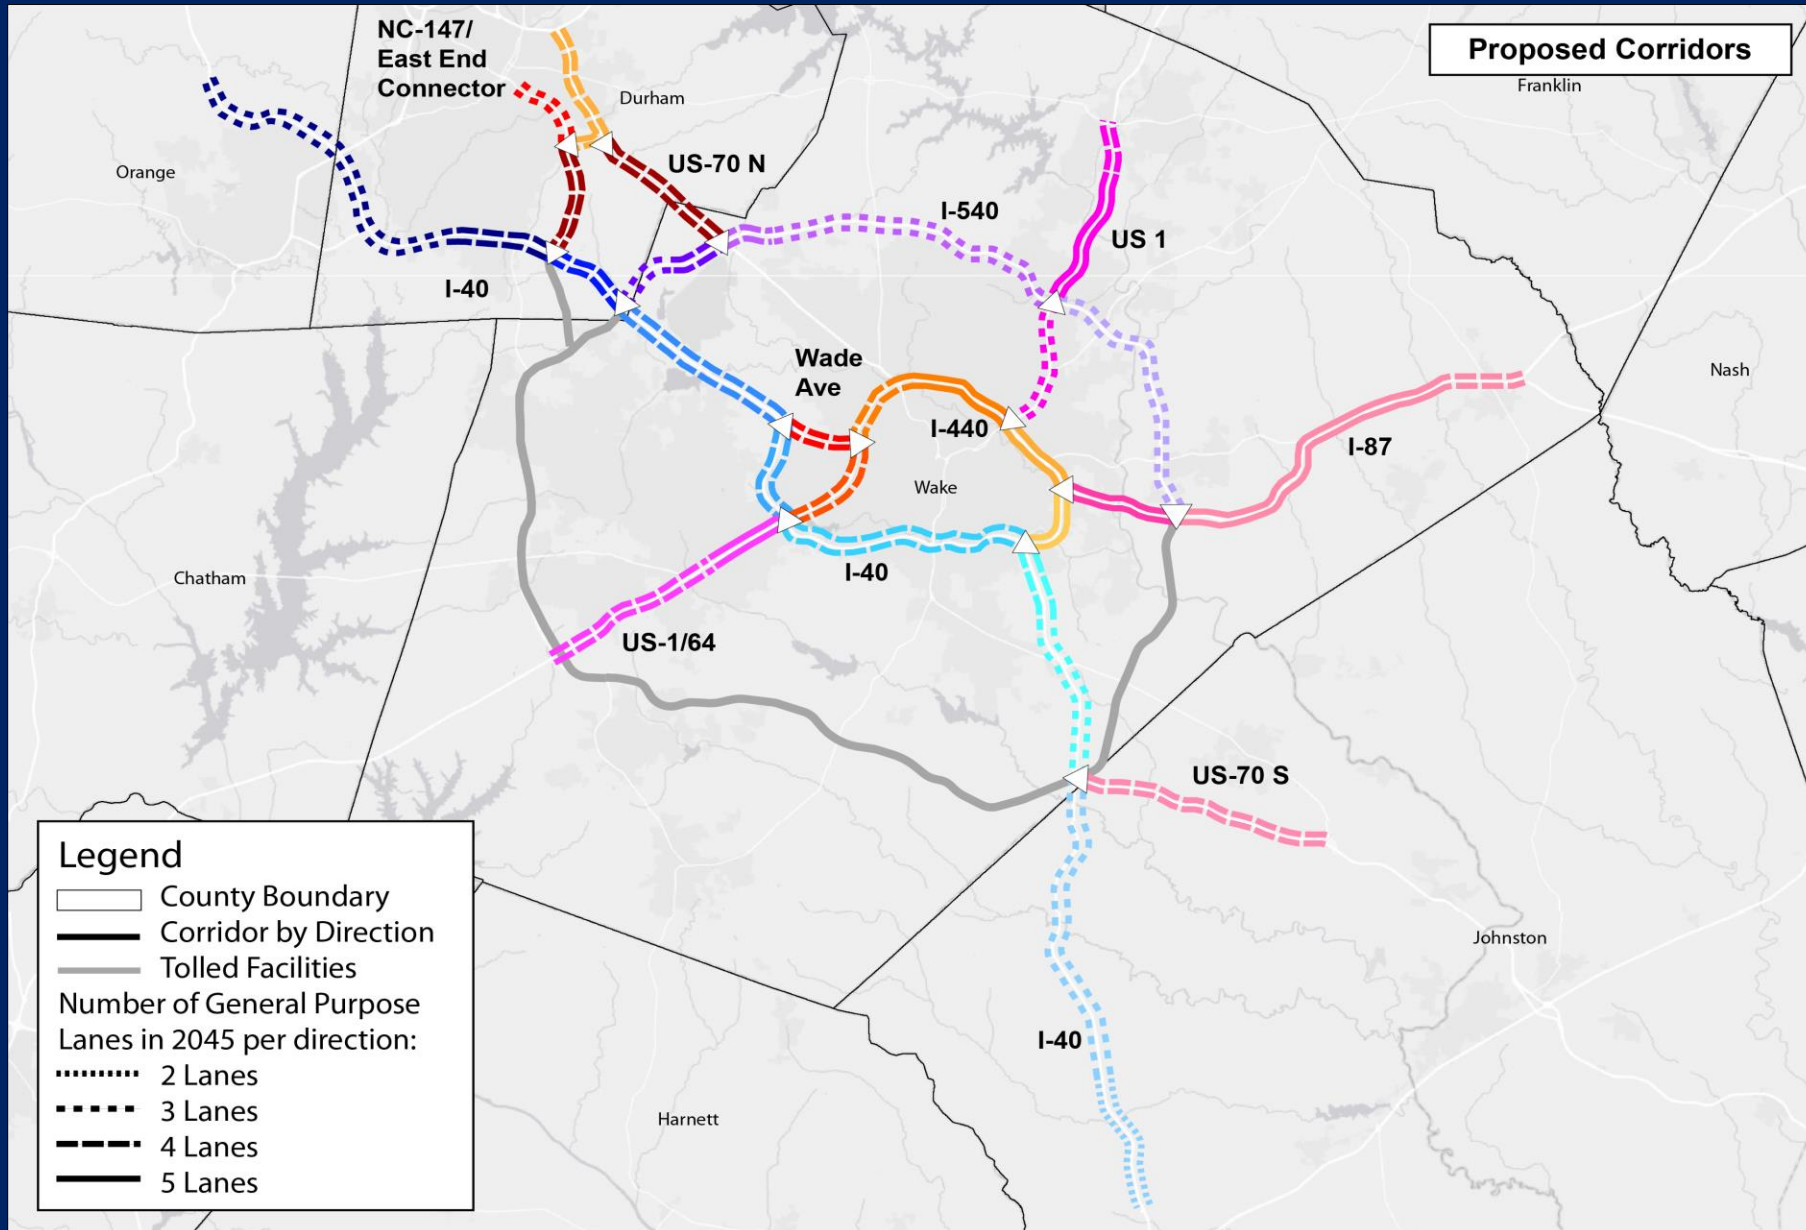 NC-147/
East End
Connector
Proposed Corridors
Franklin
Durham
Orange
US-70 N
I-540
US 1
I-40
Nash
Wade
Ave
I-440
I-87
Wake
I-40
Chatham
US-1/64
US-70 S
Legend
County Boundary
Corridor by Direction
Tolled Facilities
Number of General Purpose
Lanes in 2045 per direction:
2 Lanes
3 Lanes
4 Lanes
5 Lanes
Johnston
I-40
Harnett